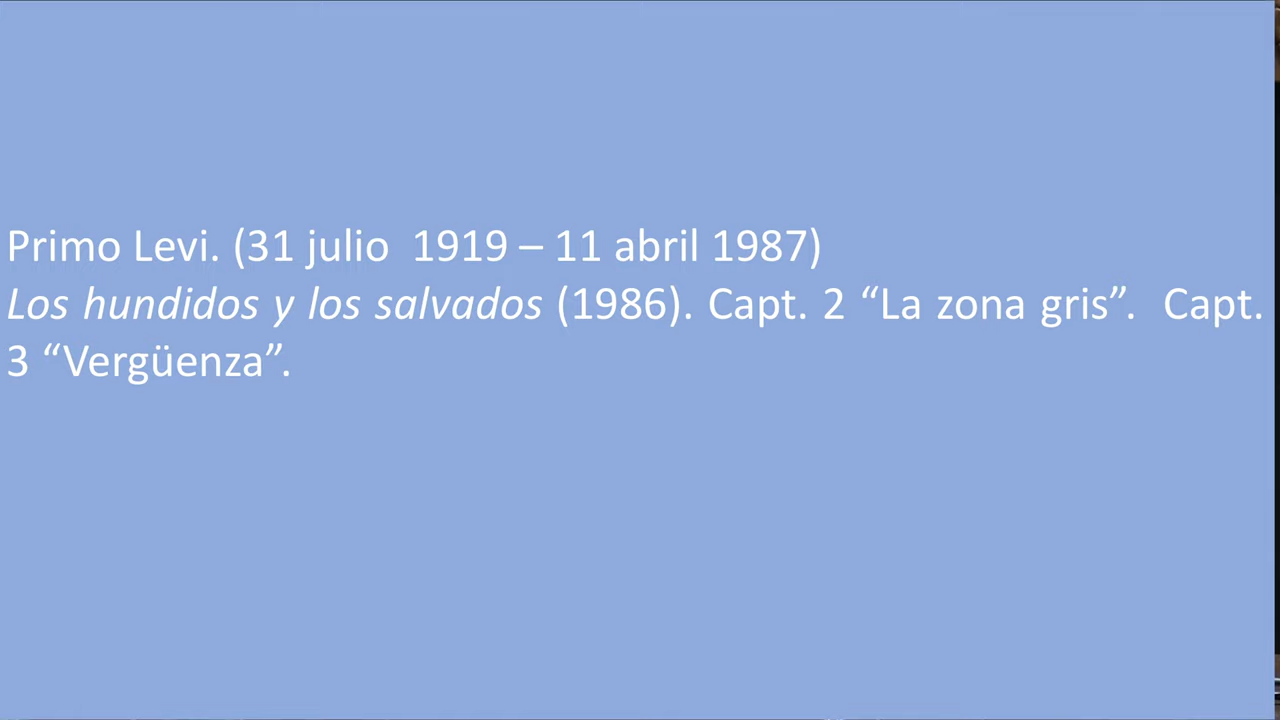 Primo Levi. (31 julio  1919 – 11 abril 1987)
Los hundidos y los salvados (1986). Capt. 2 “La zona gris”.  Capt.
3 “Vergüenza”.